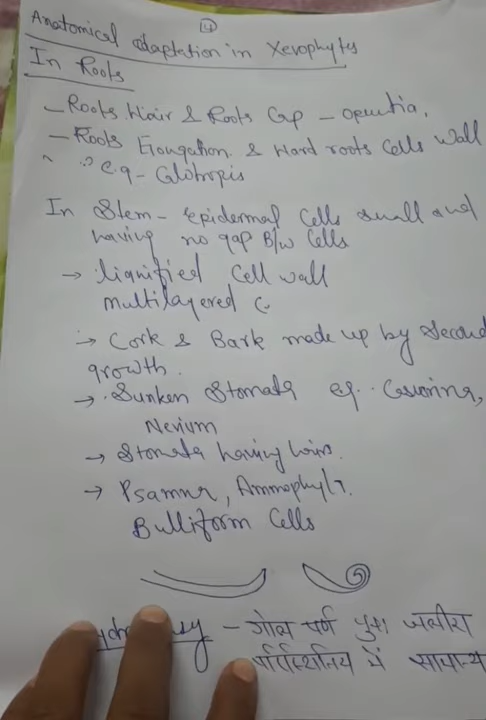 4
Anatomical Adaptation in Xerophytes
In Roots
- Roots Hair & Roots Cap - opuntia.
- Roots Elongation & Hard roots Cells Wall
e.g - Calotropis
In Stem - Epidermal Cells small and
having no gap B/w Cells
→ lignified Cell wall
multilayered C
→ Cork & Bark made up by Second
growth.
→ Sunken Stomata eg. Casuarina,
Nerium
→ Stomata having hairs.
→ Psamma, Ammophyla.
Bulliform Cells
- गोल पर्ण जलीय
परिस्थितिय में सामान्य